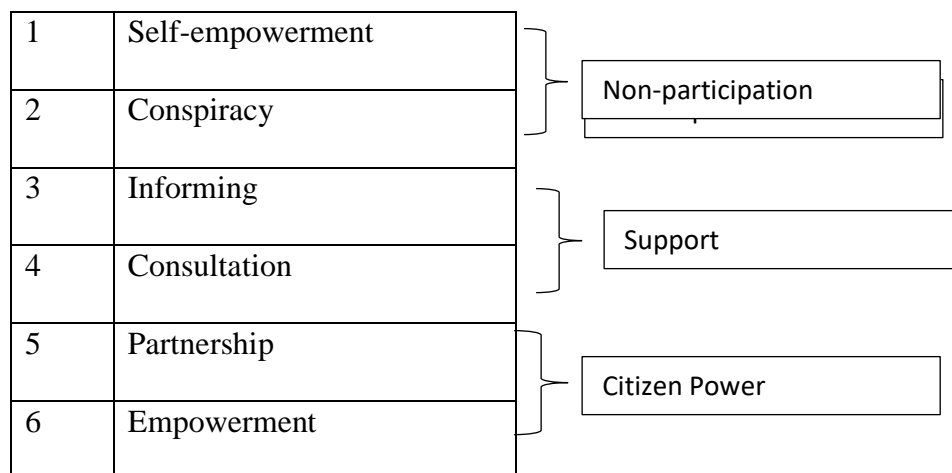 1 Self-empowerment
2 Conspiracy
Non-participation
3 Informing
4 Consultation
Support
5 Partnership
6 Empowerment
Citizen Power